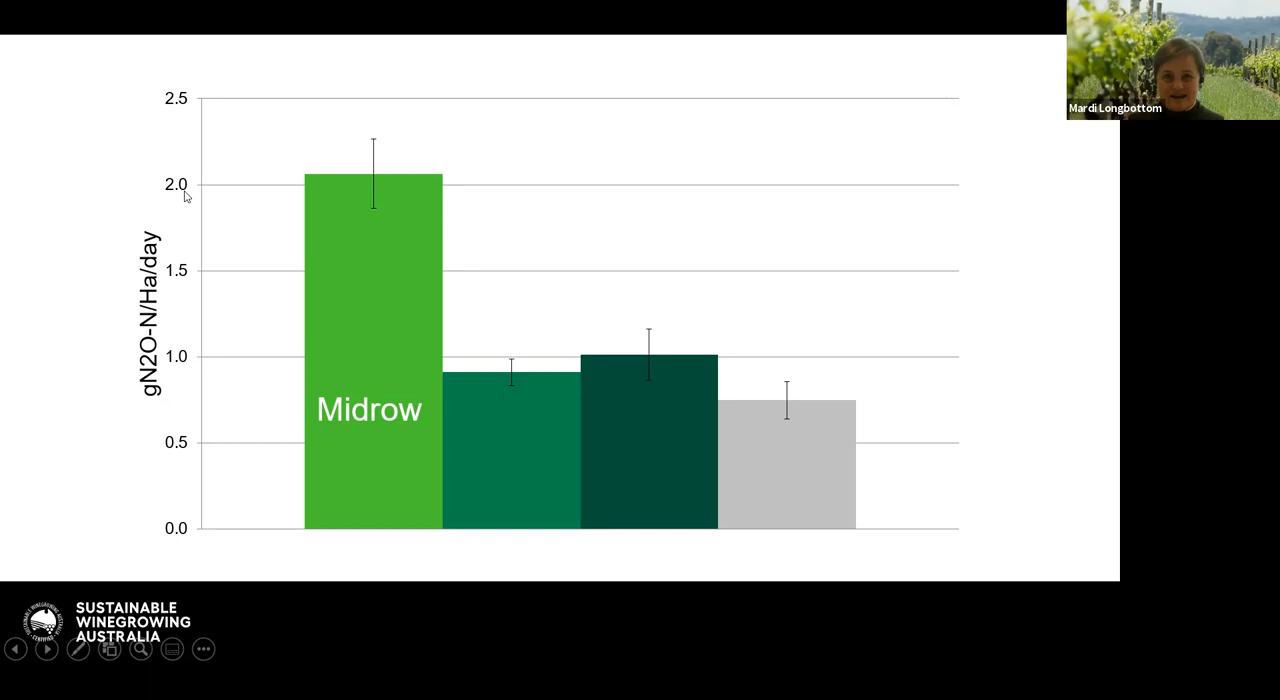 Mardi Longbottom
2.5
2.0
1.5
1.0
0.5
0.0
gN2O-N/Ha/day
Midrow
SUSTAINABLE
WINEGROWING
AUSTRALIA